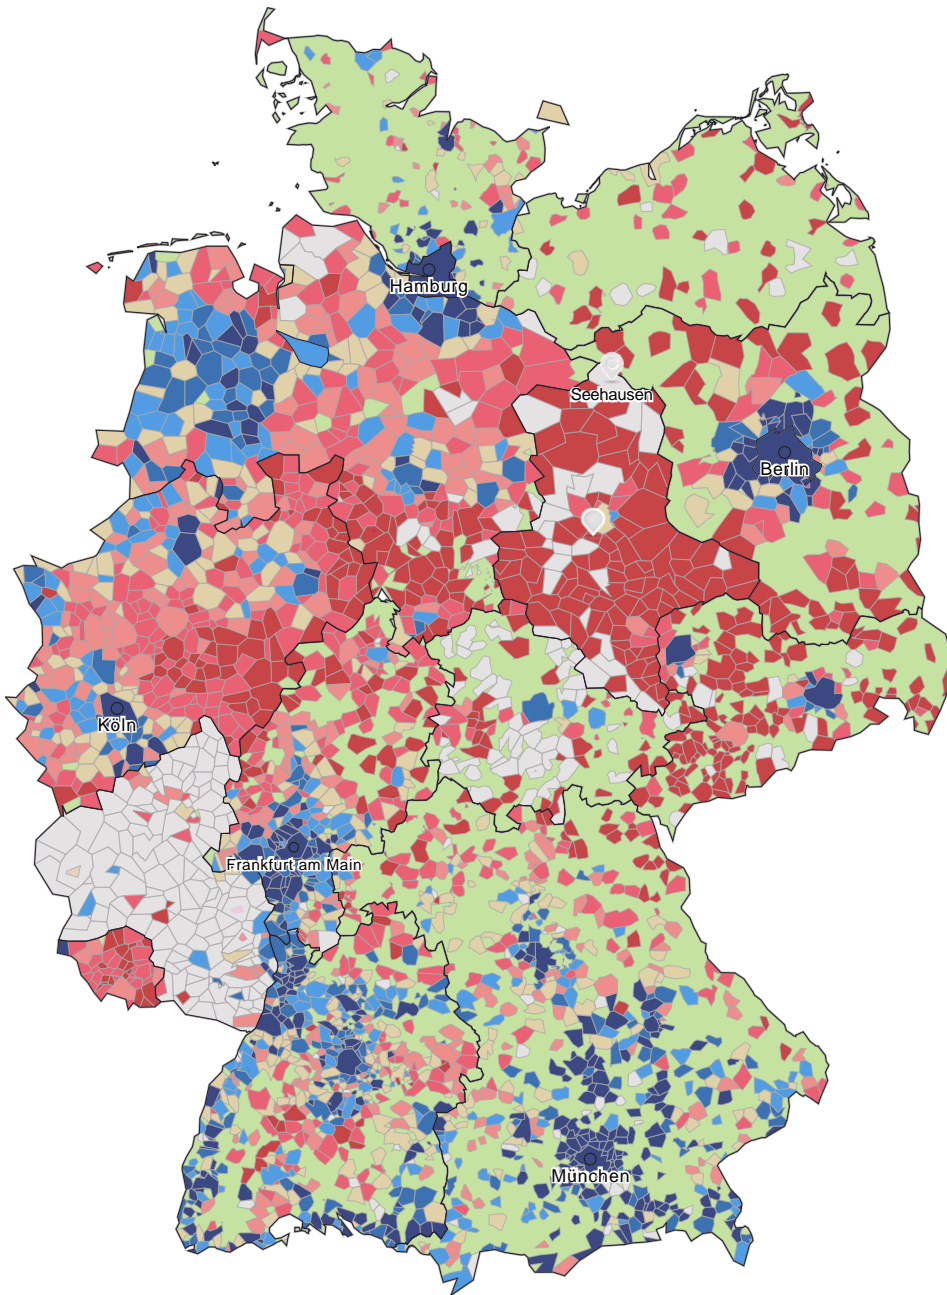 Hamburg
Seehausen
Berlin
Köln
Frankfurt am Main
München